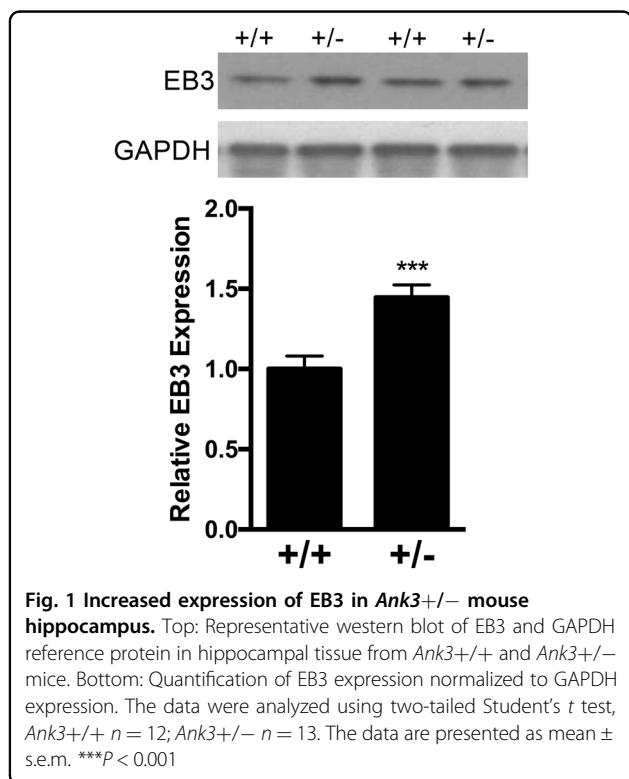 +/+ +/- +/+ +/-
EB3
GAPDH
2.0
1.5
1.0
0.5
0.0
Relative EB3 Expression
***
+/+ +/-
Fig. 1 Increased expression of EB3 in Ank3+/− mouse
hippocampus. Top: Representative western blot of EB3 and GAPDH
reference protein in hippocampal tissue from Ank3+/+ and Ank3+/−
mice. Bottom: Quantification of EB3 expression normalized to GAPDH
expression. The data were analyzed using two-tailed Student’s t test,
Ank3+/+ n = 12; Ank3+/− n = 13. The data are presented as mean ±
s.e.m. ***P < 0.001